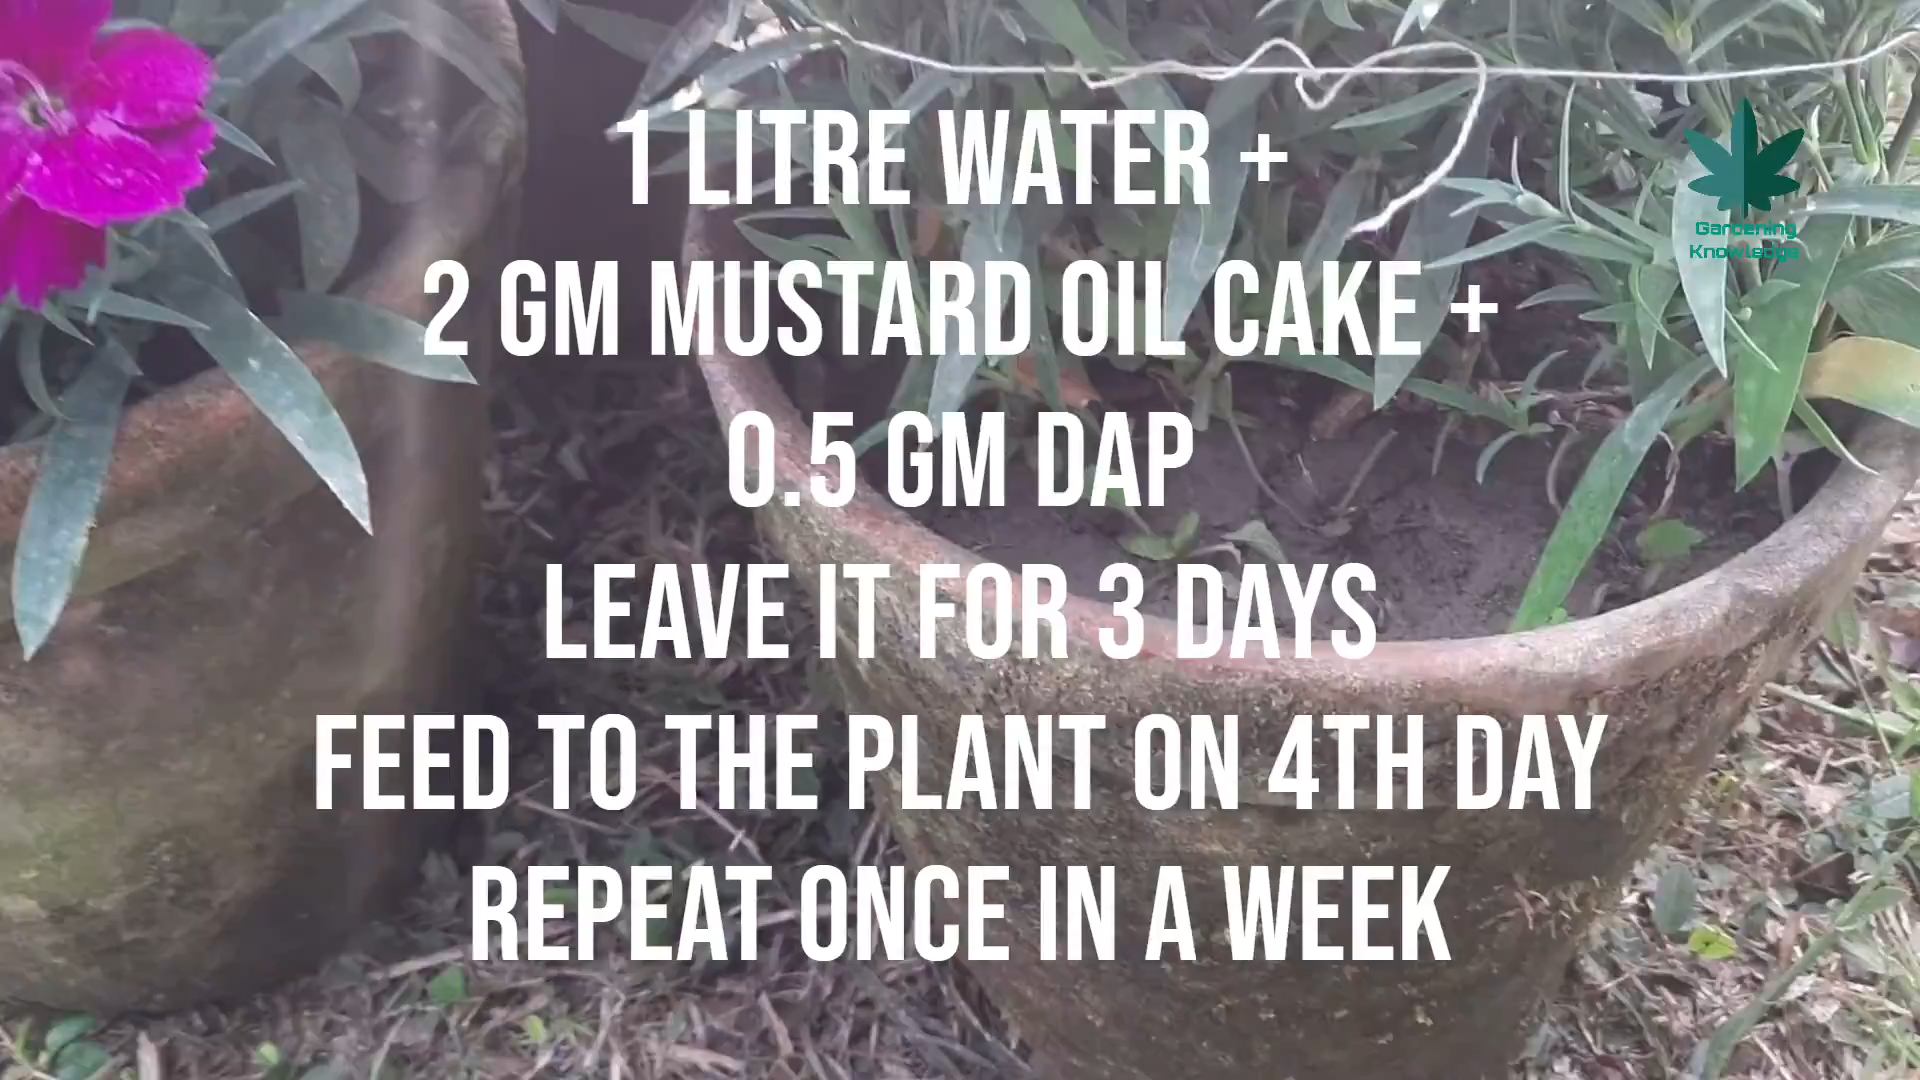 1 LITRE WATER +
2 GM MUSTARD OIL CAKE +
0.5 GM DAP
LEAVE IT FOR 3 DAYS
FEED TO THE PLANT ON 4TH DAY
REPEAT ONCE IN A WEEK
Gardening
Knowledge